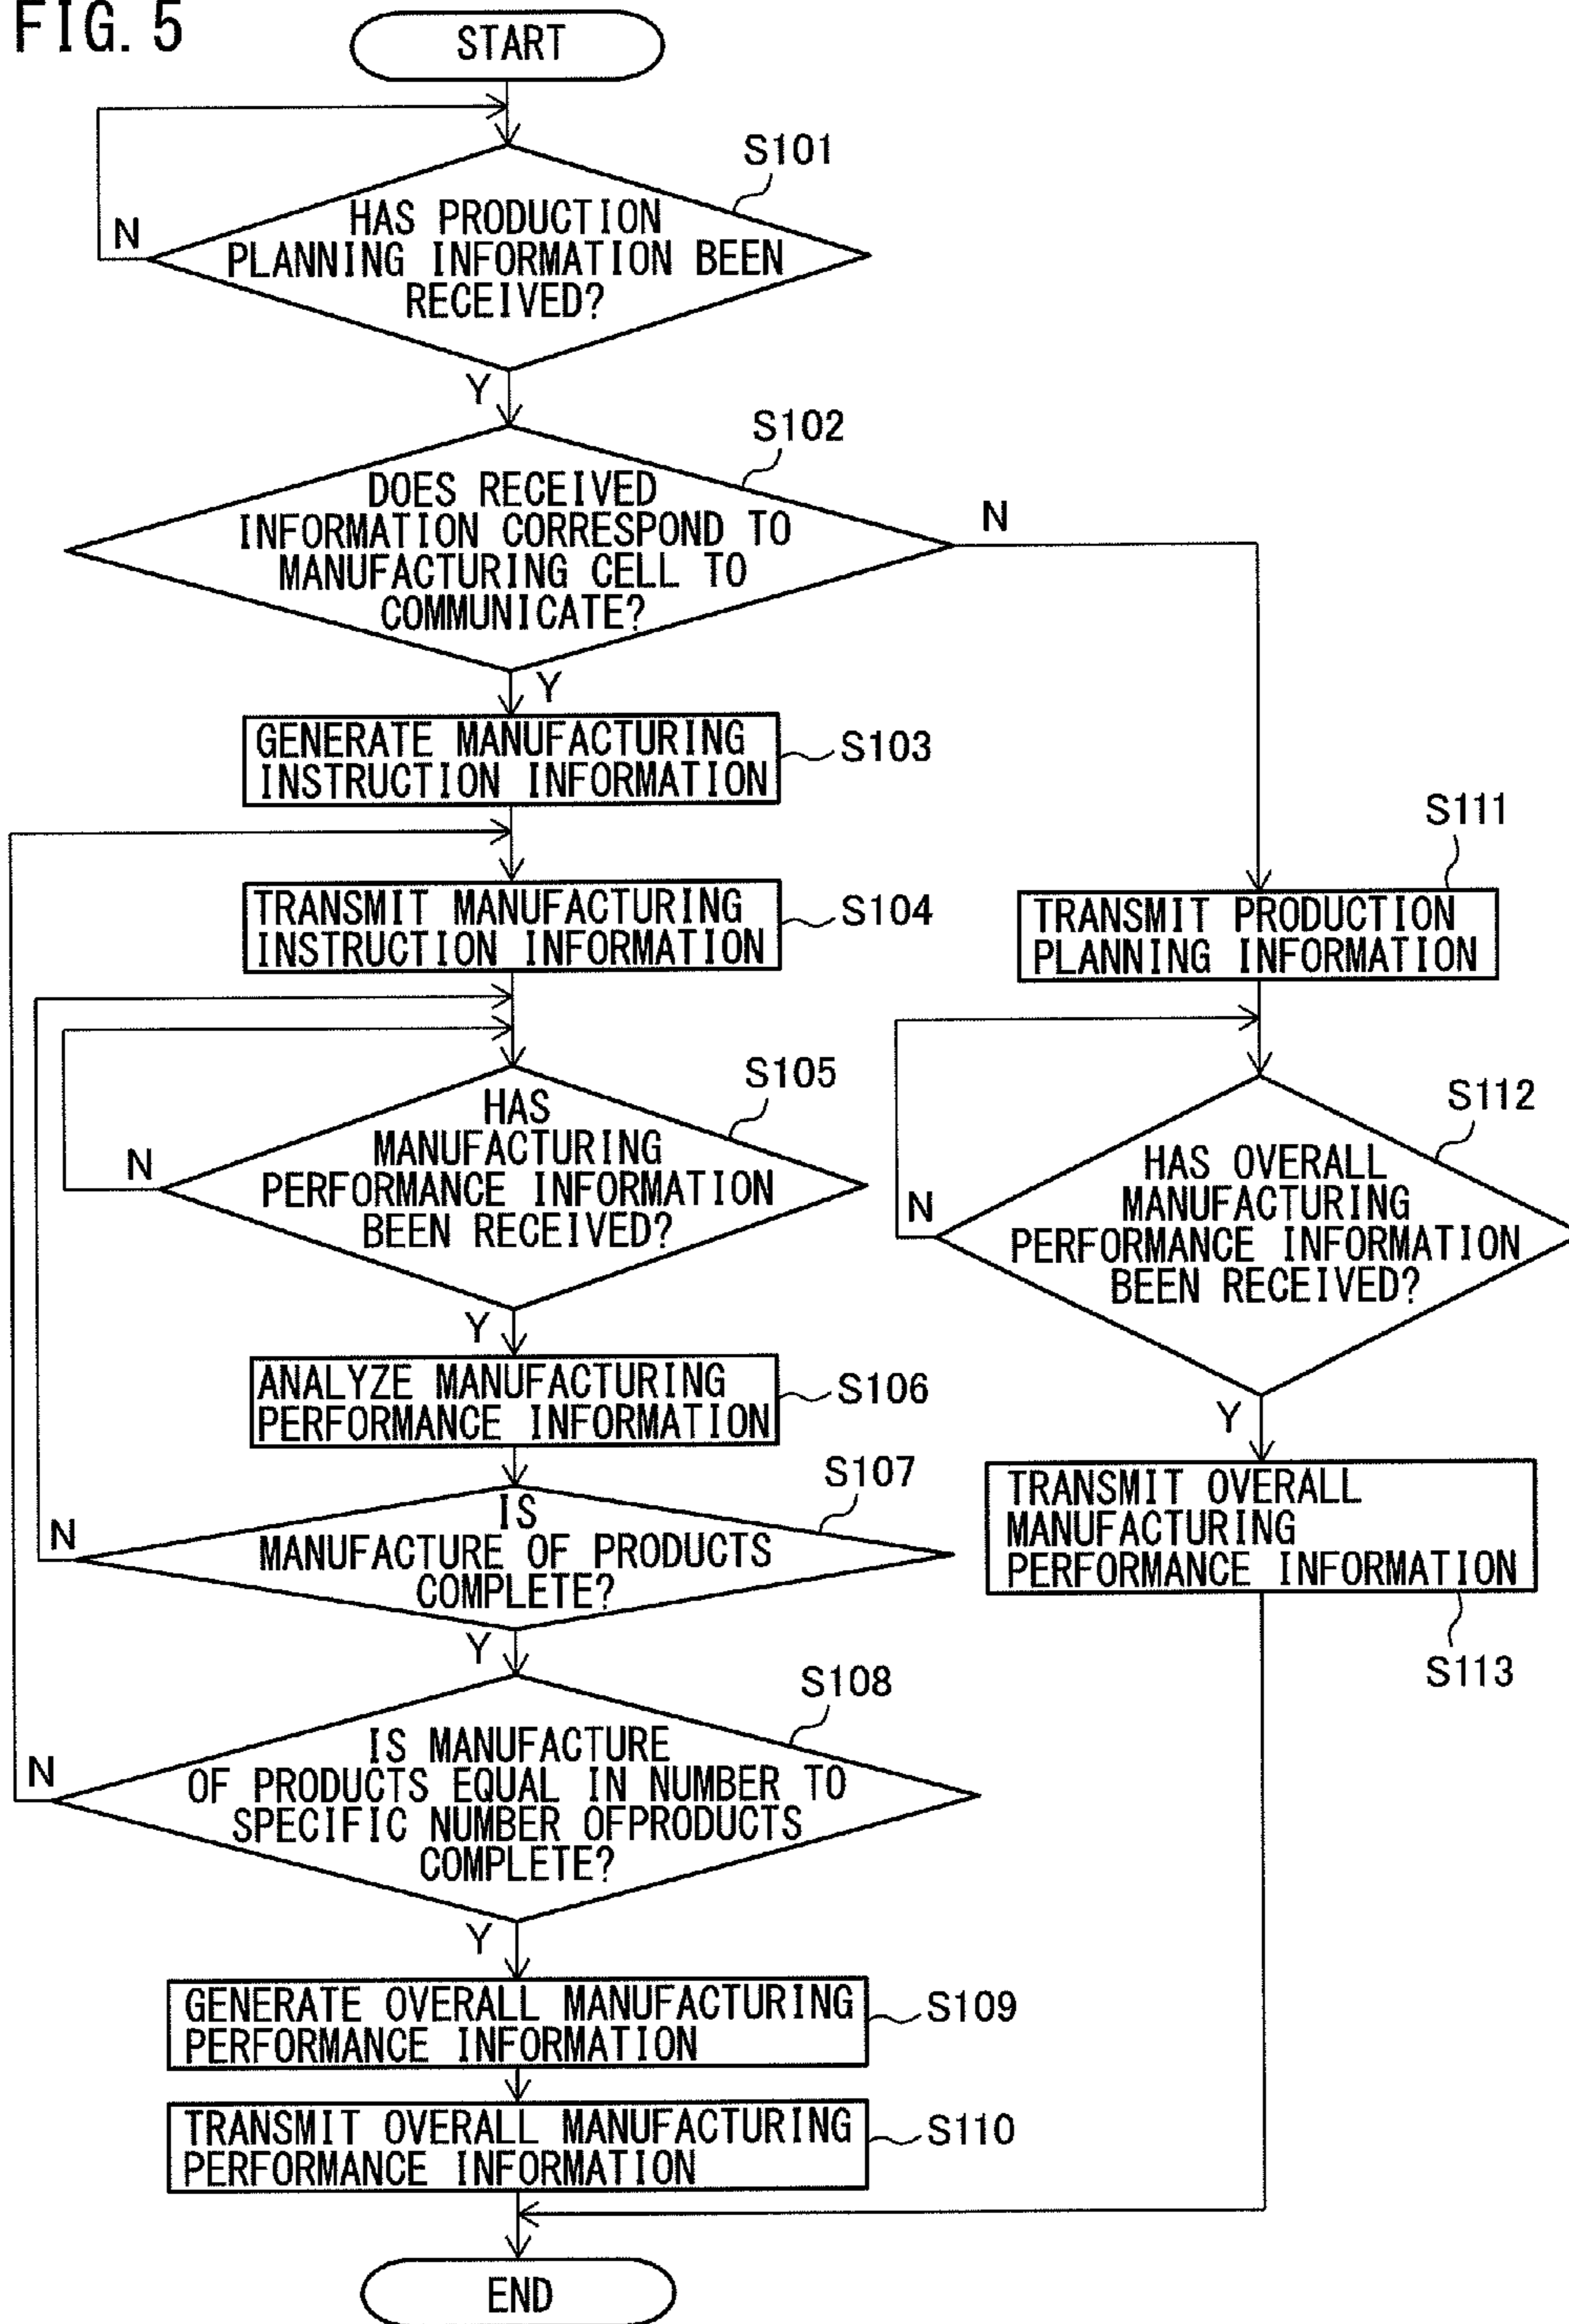 FIG. 5
START
S101
HAS PRODUCTION
PLANNING INFORMATION BEEN
RECEIVED?
N
Y
S102
DOES RECEIVED
INFORMATION CORRESPOND TO
MANUFACTURING CELL TO
COMMUNICATE?
N
Y
GENERATE MANUFACTURING
INSTRUCTION INFORMATION
S103
TRANSMIT MANUFACTURING
INSTRUCTION INFORMATION
S104
S105
HAS
MANUFACTURING
PERFORMANCE INFORMATION
BEEN RECEIVED?
N
Y
ANALYZE MANUFACTURING
PERFORMANCE INFORMATION
S106
S107
IS
MANUFACTURE OF PRODUCTS
COMPLETE?
N
Y
S108
IS MANUFACTURE
OF PRODUCTS EQUAL IN NUMBER TO
SPECIFIC NUMBER OFPRODUCTS
COMPLETE?
N
Y
GENERATE OVERALL MANUFACTURING
PERFORMANCE INFORMATION
S109
TRANSMIT OVERALL MANUFACTURING
PERFORMANCE INFORMATION
S110
S111
TRANSMIT PRODUCTION
PLANNING INFORMATION
S112
HAS OVERALL
MANUFACTURING
PERFORMANCE INFORMATION
BEEN RECEIVED?
N
Y
TRANSMIT OVERALL
MANUFACTURING
PERFORMANCE INFORMATION
S113
END